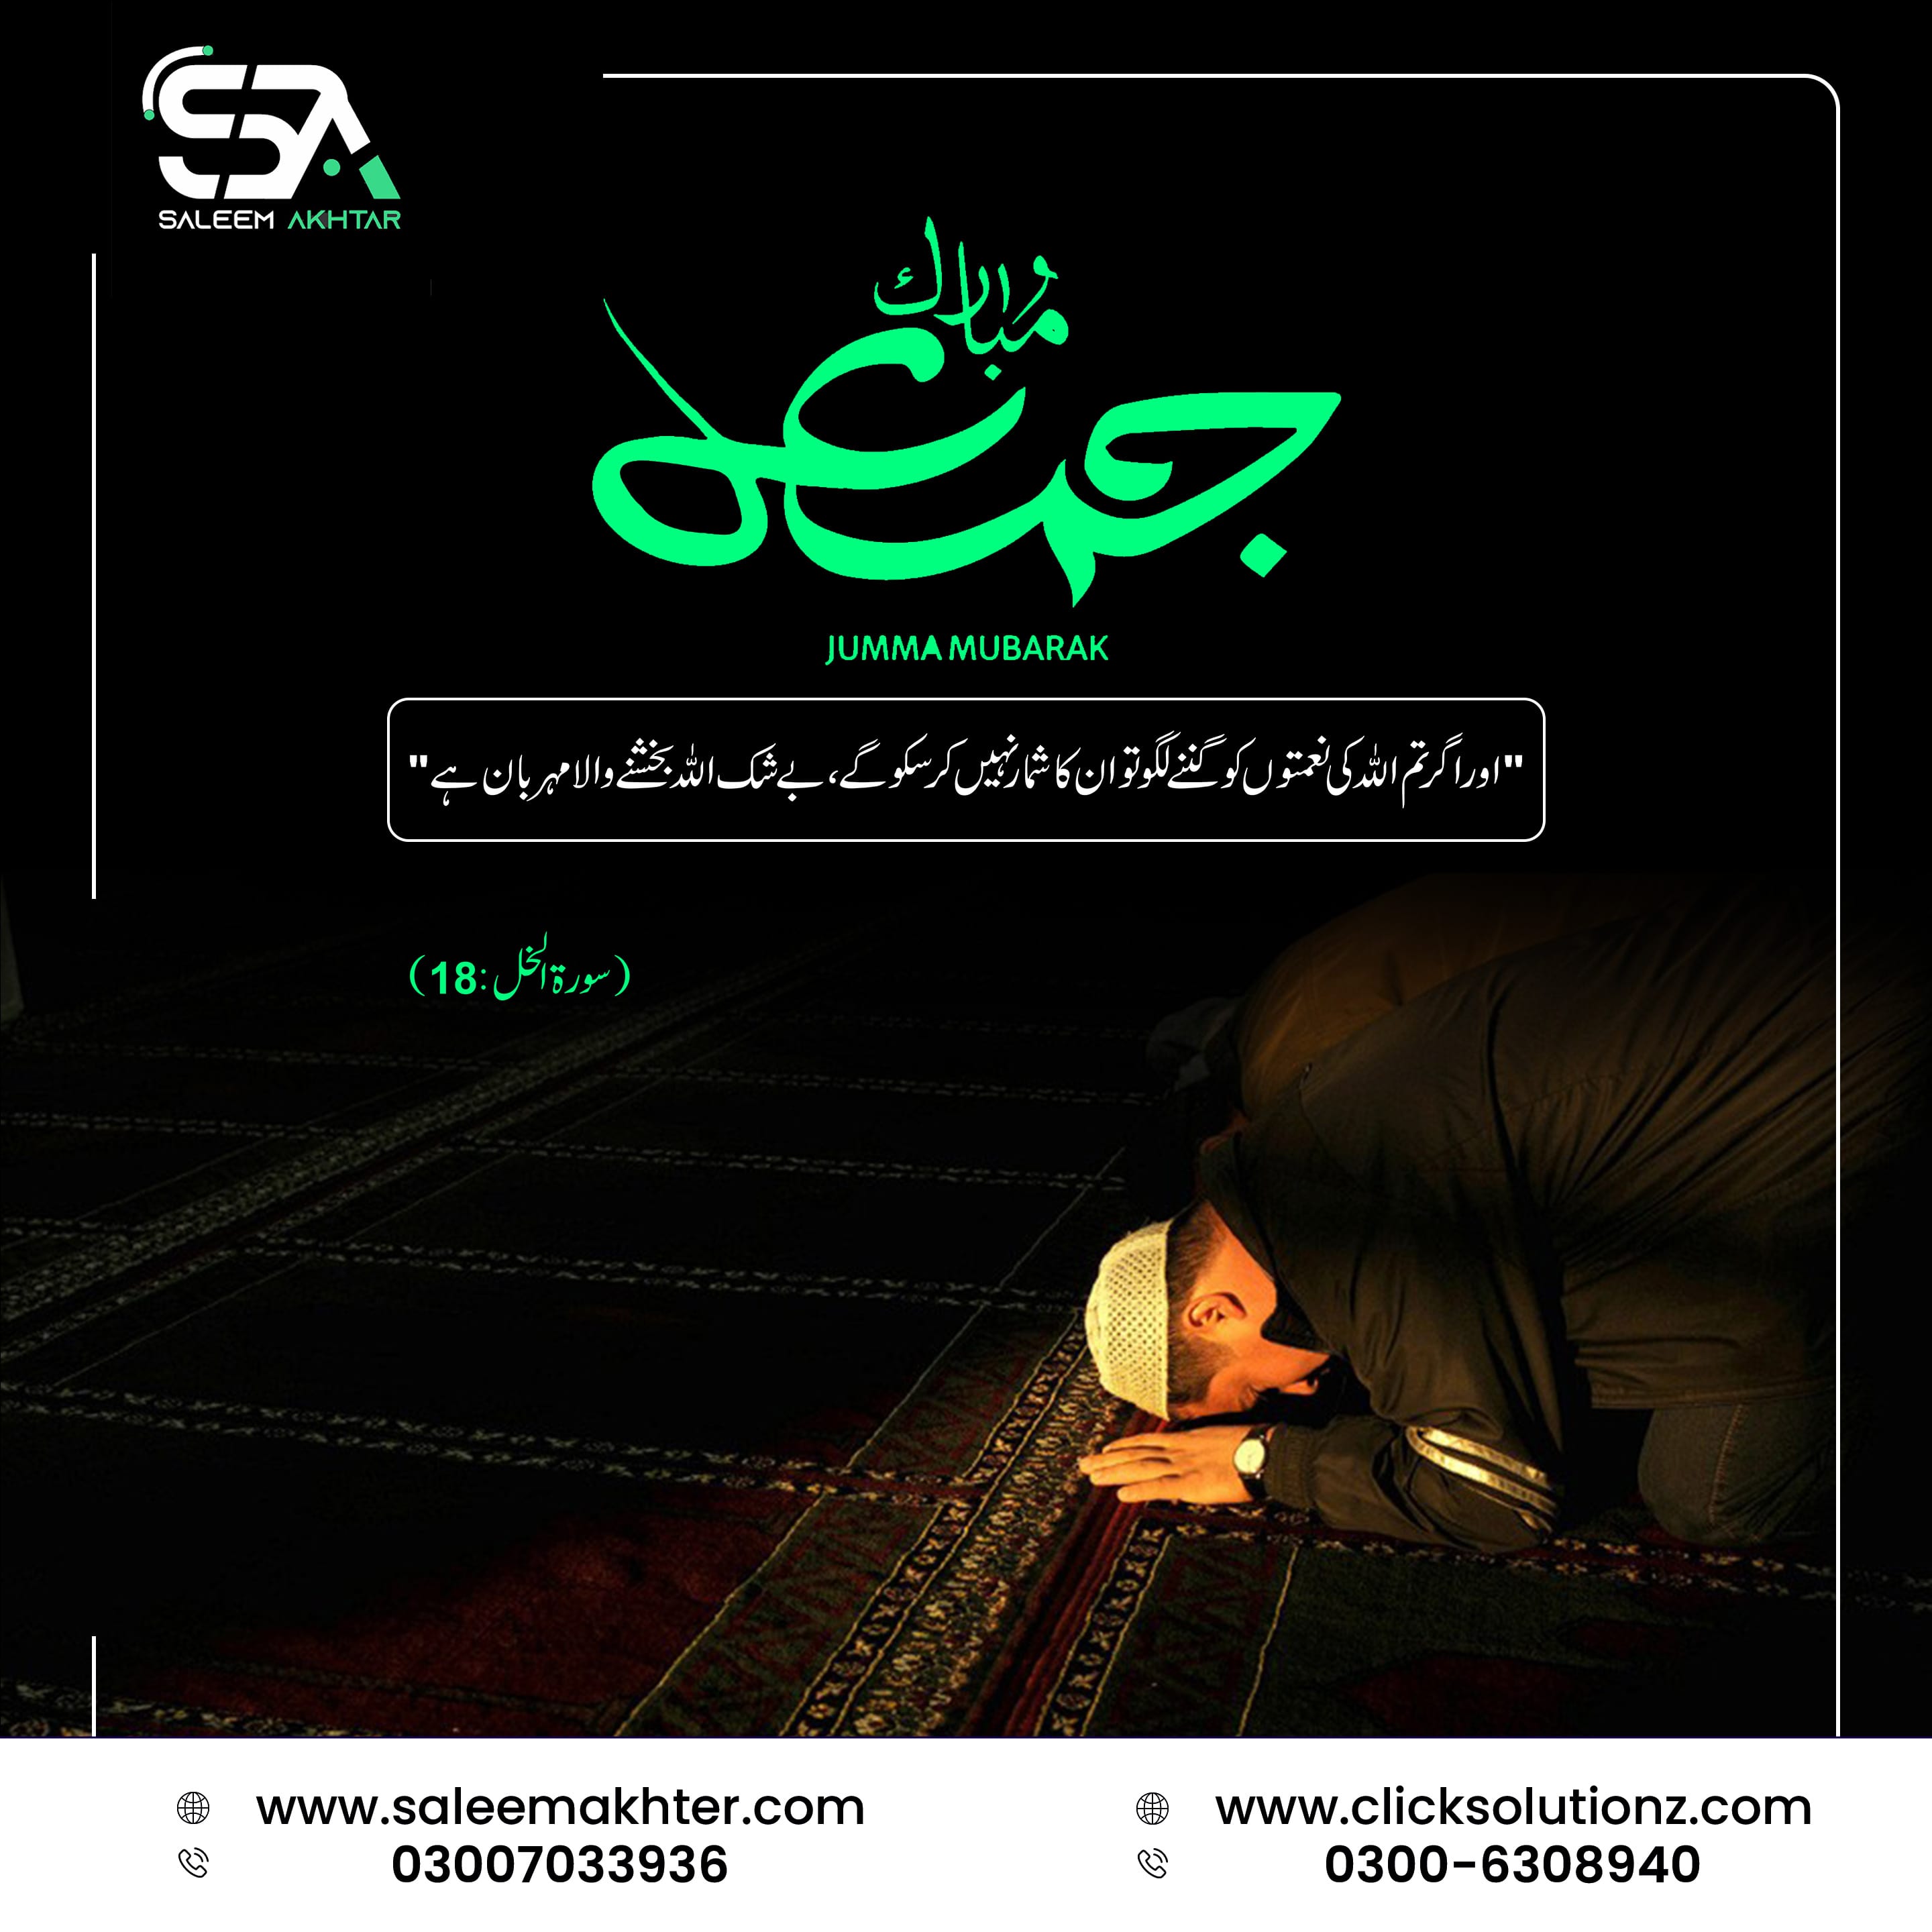 SA
SALEEM AKHTAR
جمعہ مُبارك
JUMMA MUBARAK
"اور اگر تم اللہ کی نعمتوں کو گننے لگو تو ان کا شمار نہیں کر سکو گے، بے شک اللہ بخشنے والا مہربان ہے"
(سورۃ النحل: 18)
www.saleemakhter.com
03007033936
www.clicksolutionz.com
0300-6308940